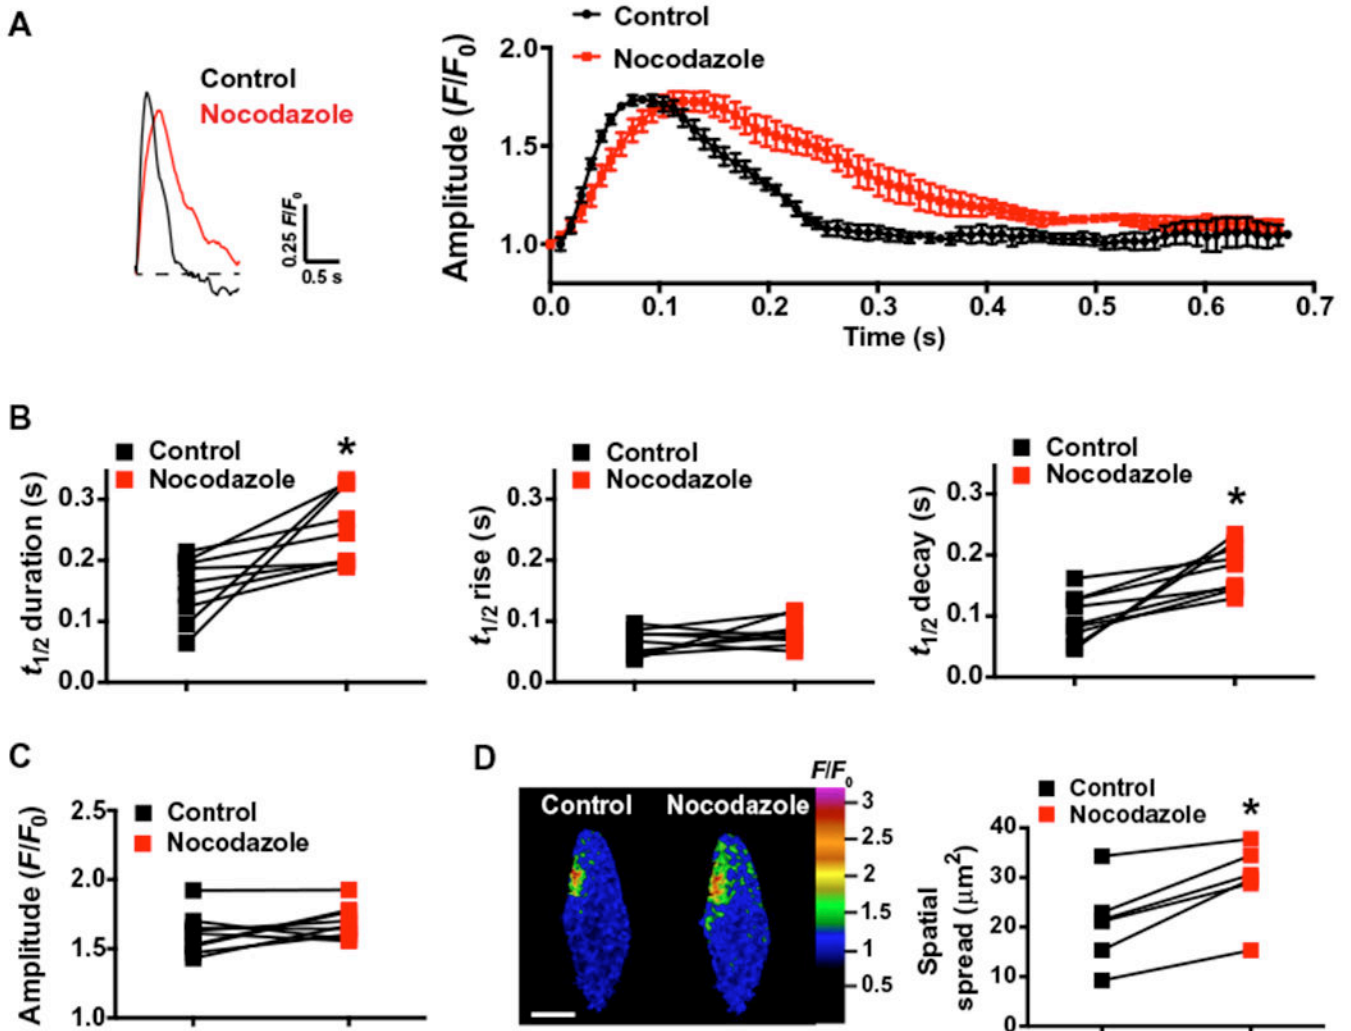 A
Control
Nocodazole
0.25 F/F0
0.5 s
Control
Nocodazole
Amplitude (F/F0)
2.0
1.5
1.0
0.0 0.1 0.2 0.3 0.4 0.5 0.6 0.7
Time (s)
B
Control
Nocodazole
*
t1/2 duration (s)
0.3
0.2
0.1
0.0
Control
Nocodazole
t1/2 rise (s)
0.3
0.2
0.1
0.0
Control
Nocodazole
*
t1/2 decay (s)
0.3
0.2
0.1
0.0
C
Control
Nocodazole
Amplitude (F/F0)
2.5
2.0
1.5
1.0
D
F/F0
Control Nocodazole
3
2.5
2
1.5
1
0.5
Control
Nocodazole
*
Spatial
spread (µm2)
40
30
20
10
0